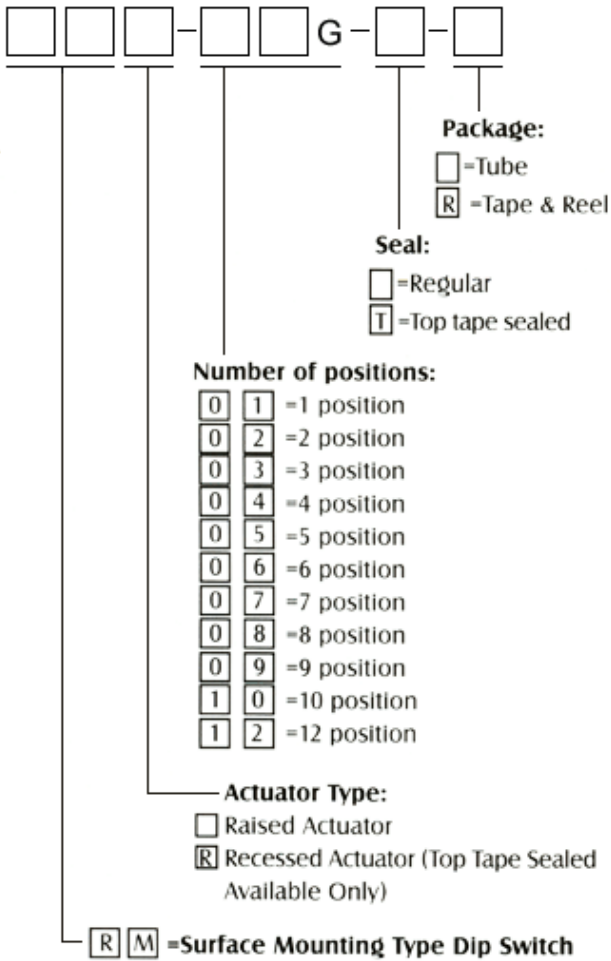 G
Package:
=Tube
R =Tape & Reel
Seal:
=Regular
T =Top tape sealed
Number of positions:
0 1 =1 position
0 2 =2 position
0 3 =3 position
0 4 =4 position
0 5 =5 position
0 6 =6 position
0 7 =7 position
0 8 =8 position
0 9 =9 position
1 0 =10 position
1 2 =12 position
Actuator Type:
Raised Actuator
R Recessed Actuator (Top Tape Sealed
Available Only)
R M =Surface Mounting Type Dip Switch